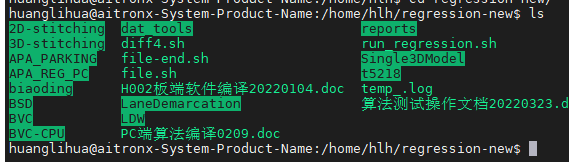 huanglihua@aitronx-System-Product-Name:/home/hlh$ cd regression-new/
huanglihua@aitronx-System-Product-Name:/home/hlh/regression-new$ ls
2D-stitching dat_tools reports
3D-stitching diff4.sh run_regression.sh
APA_PARKING file-end.sh Single3DModel
APA_REG_PC file.sh t5218
biaoding H002板端软件编译20220104.doc temp_.log
BSD LaneDemarcation 算法测试操作文档20220323.d
BVC LDW
BVC-CPU PC端算法编译0209.doc
huanglihua@aitronx-System-Product-Name:/home/hlh/regression-new$